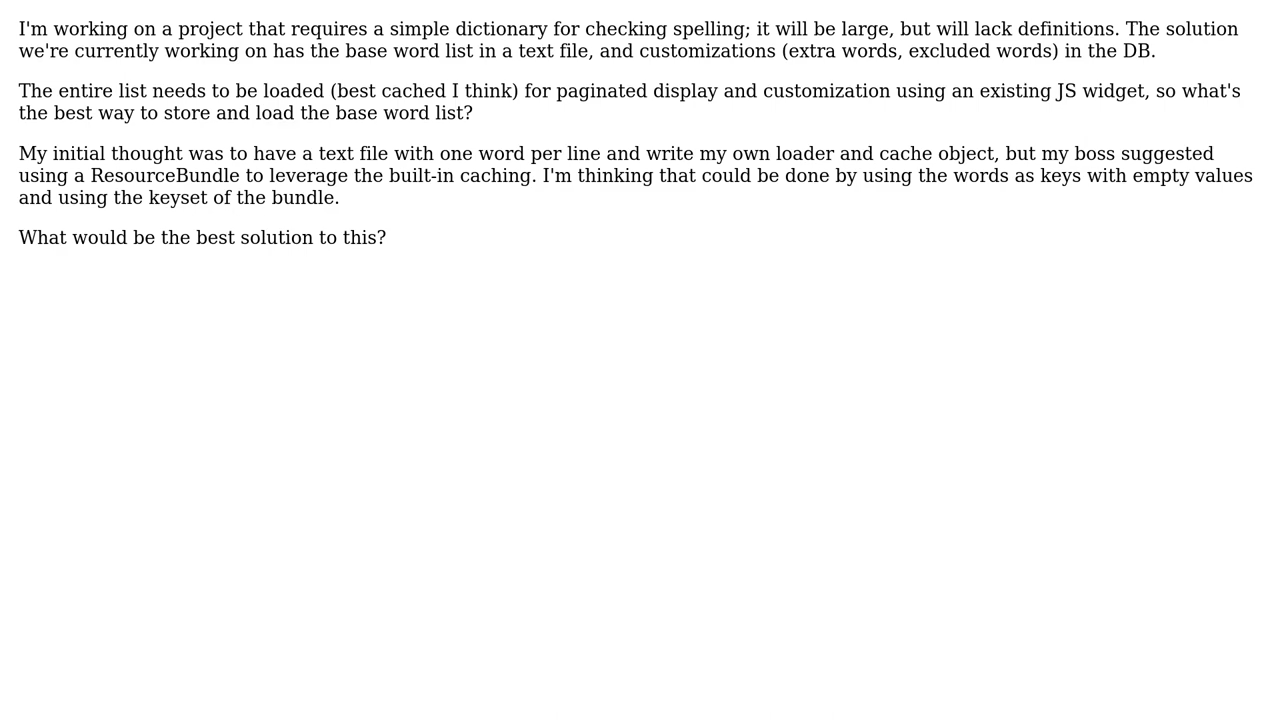 I'm working on a project that requires a simple dictionary for checking spelling; it will be large, but will lack definitions. The solution
we're currently working on has the base word list in a text file, and customizations (extra words, excluded words) in the DB.
The entire list needs to be loaded (best cached I think) for paginated display and customization using an existing JS widget, so what's
the best way to store and load the base word list?
My initial thought was to have a text file with one word per line and write my own loader and cache object, but my boss suggested
using a ResourceBundle to leverage the built-in caching. I'm thinking that could be done by using the words as keys with empty values
and using the keyset of the bundle.
What would be the best solution to this?